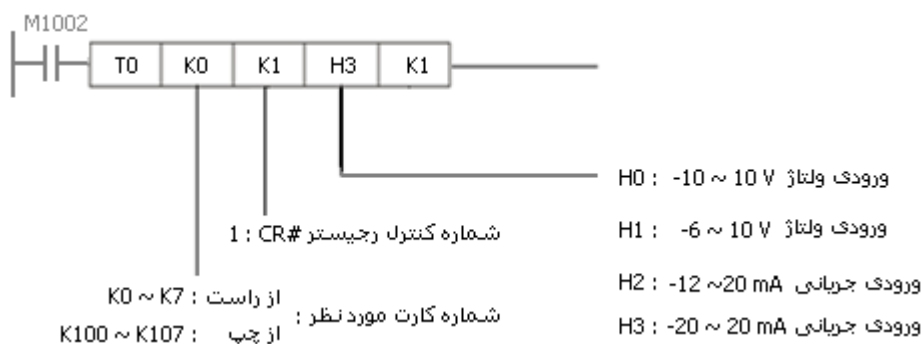 M1002
T0 K0 K1 H3 K1
H0 : -10 ~ 10 V ورودی ولتاژ
H1 : -6 ~ 10 V ورودی ولتاژ
H2 : -12 ~20 mA ورودی جریانی
H3 : -20 ~ 20 mA ورودی جریانی
شماره کنترل رجیستر CR# : 1
شماره کارت مورد نظر :
از راست : K0 ~ K7
از چپ : K100 ~ K107